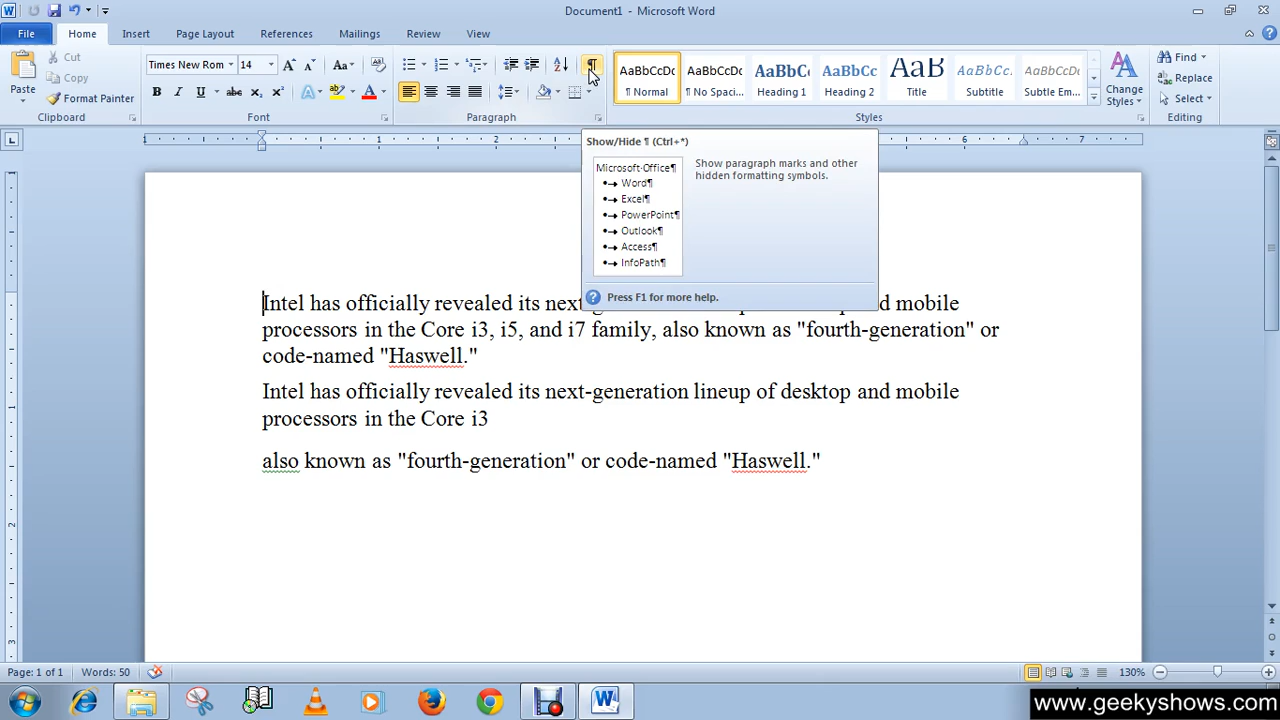 Document1 - Microsoft Word
File Home Insert Page Layout References Mailings Review View
Paste
Cut
Copy
Format Painter
Clipboard
Times New Rom 14 Aa
B I U abc x₂ x² A
Font
Paragraph
AaBbCcDc
¶ Normal
AaBbCcDc
¶ No Spaci...
AaBbCc
Heading 1
AaBbCc
Heading 2
AaB
Title
AaBbCc.
Subtitle
AaBbCcDc
Subtle Em...
Change
Styles
Styles
Find
Replace
Select
Editing
Show/Hide ¶ (Ctrl+*)
Show paragraph marks and other
hidden formatting symbols.
Microsoft·Office¶
•→ Word¶
•→ Excel¶
•→ PowerPoint¶
•→ Outlook¶
•→ Access¶
•→ InfoPath¶
Press F1 for more help.
Intel has officially revealed its next- and mobile
processors in the Core i3, i5, and i7 family, also known as "fourth-generation" or
code-named "Haswell."
Intel has officially revealed its next-generation lineup of desktop and mobile
processors in the Core i3
also known as "fourth-generation" or code-named "Haswell."
Page: 1 of 1 Words: 50 130%
www.geekyshows.com